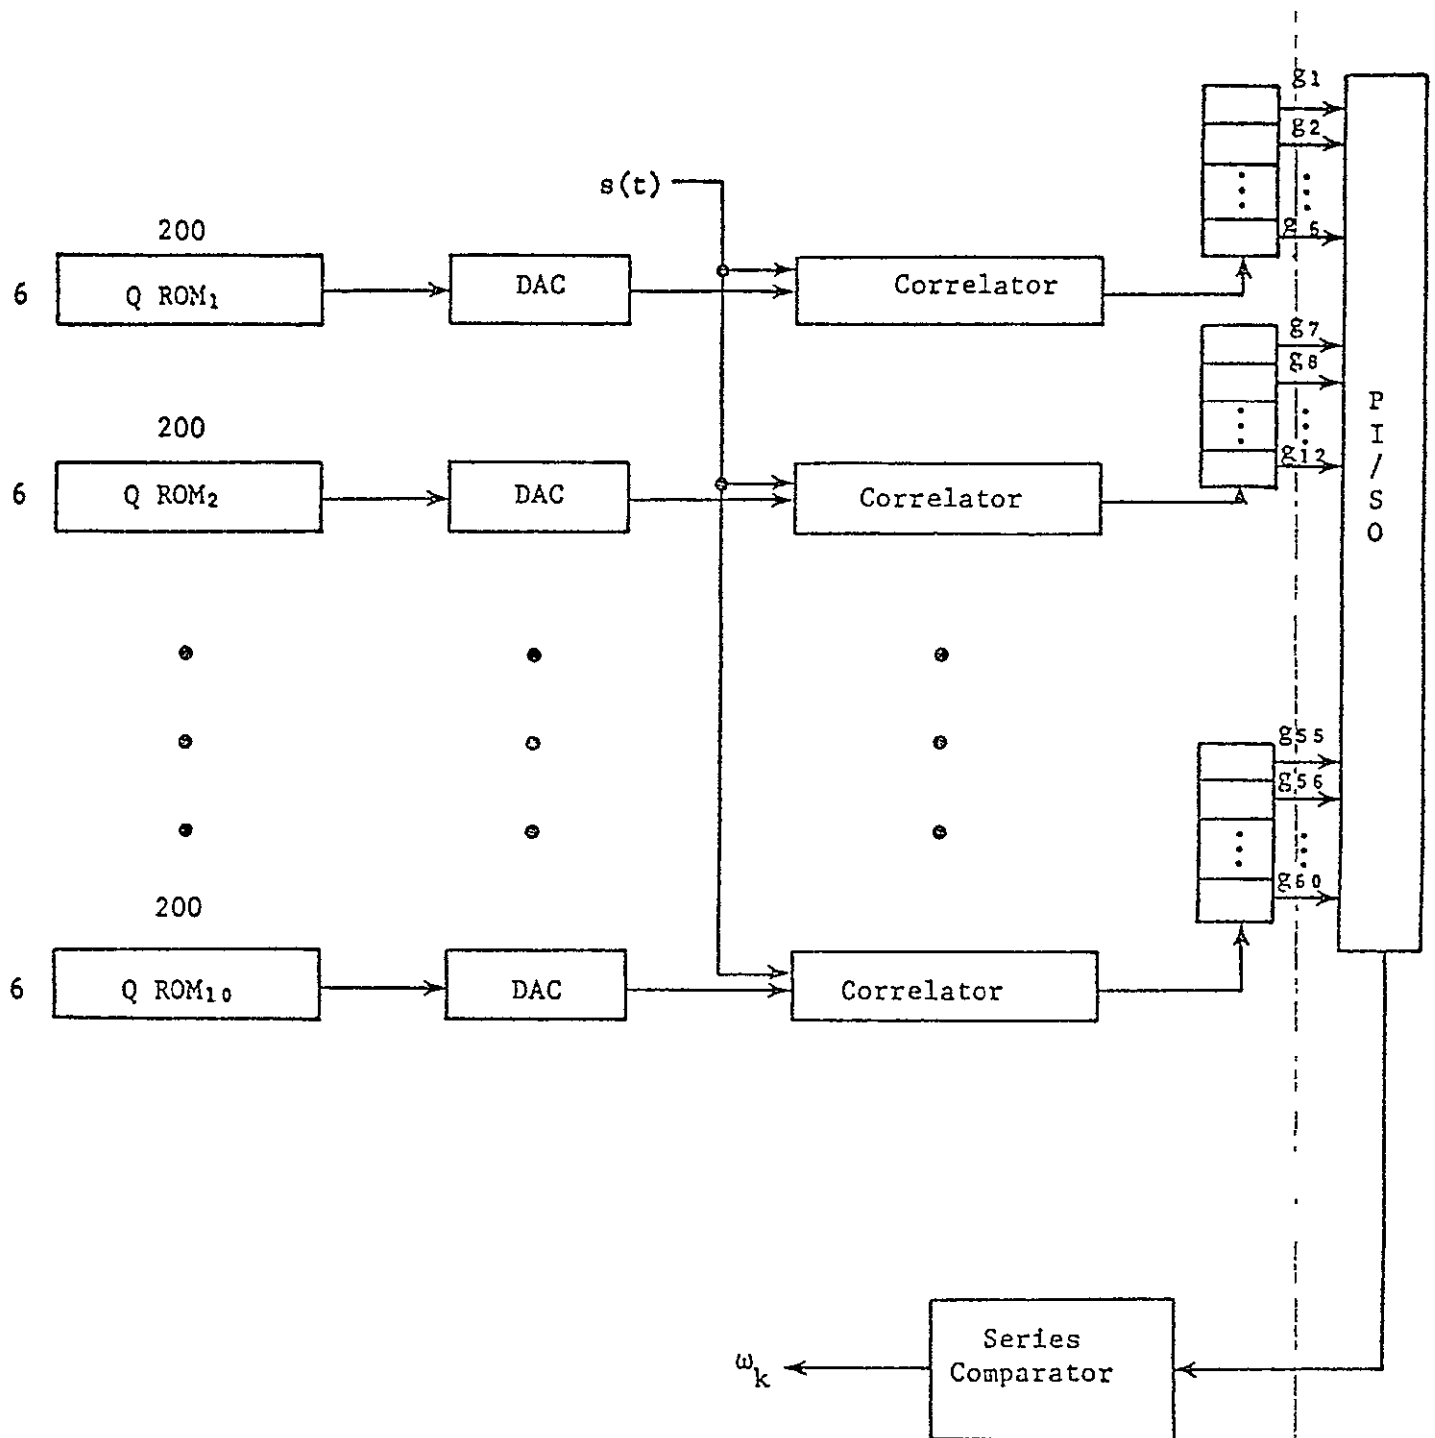 g1
g2
s(t)
g 6
200
6 Q ROM1 DAC Correlator
g7
g8
P
I
/
S
O
200
g12
6 Q ROM2 DAC Correlator
g55
g56
g60
200
6 Q ROM10 DAC Correlator
Series
Comparator
ωk